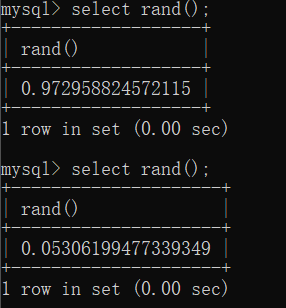 mysql> select rand();
+-------------------+
| rand()            |
+-------------------+
| 0.972958824572115 |
+-------------------+
1 row in set (0.00 sec)
mysql> select rand();
+---------------------+
| rand()              |
+---------------------+
| 0.05306199477339349 |
+---------------------+
1 row in set (0.00 sec)